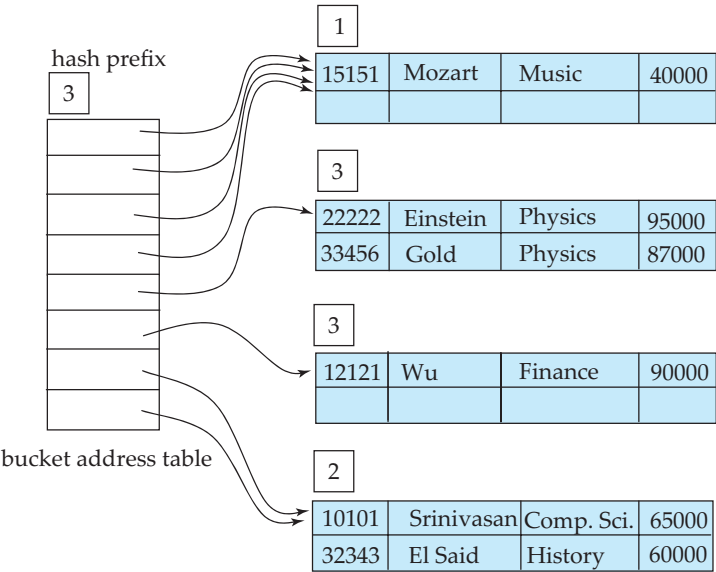 hash prefix
3
bucket address table
1
15151 Mozart Music 40000
3
22222 Einstein Physics 95000
33456 Gold Physics 87000
3
12121 Wu Finance 90000
2
10101 Srinivasan Comp. Sci. 65000
32343 El Said History 60000